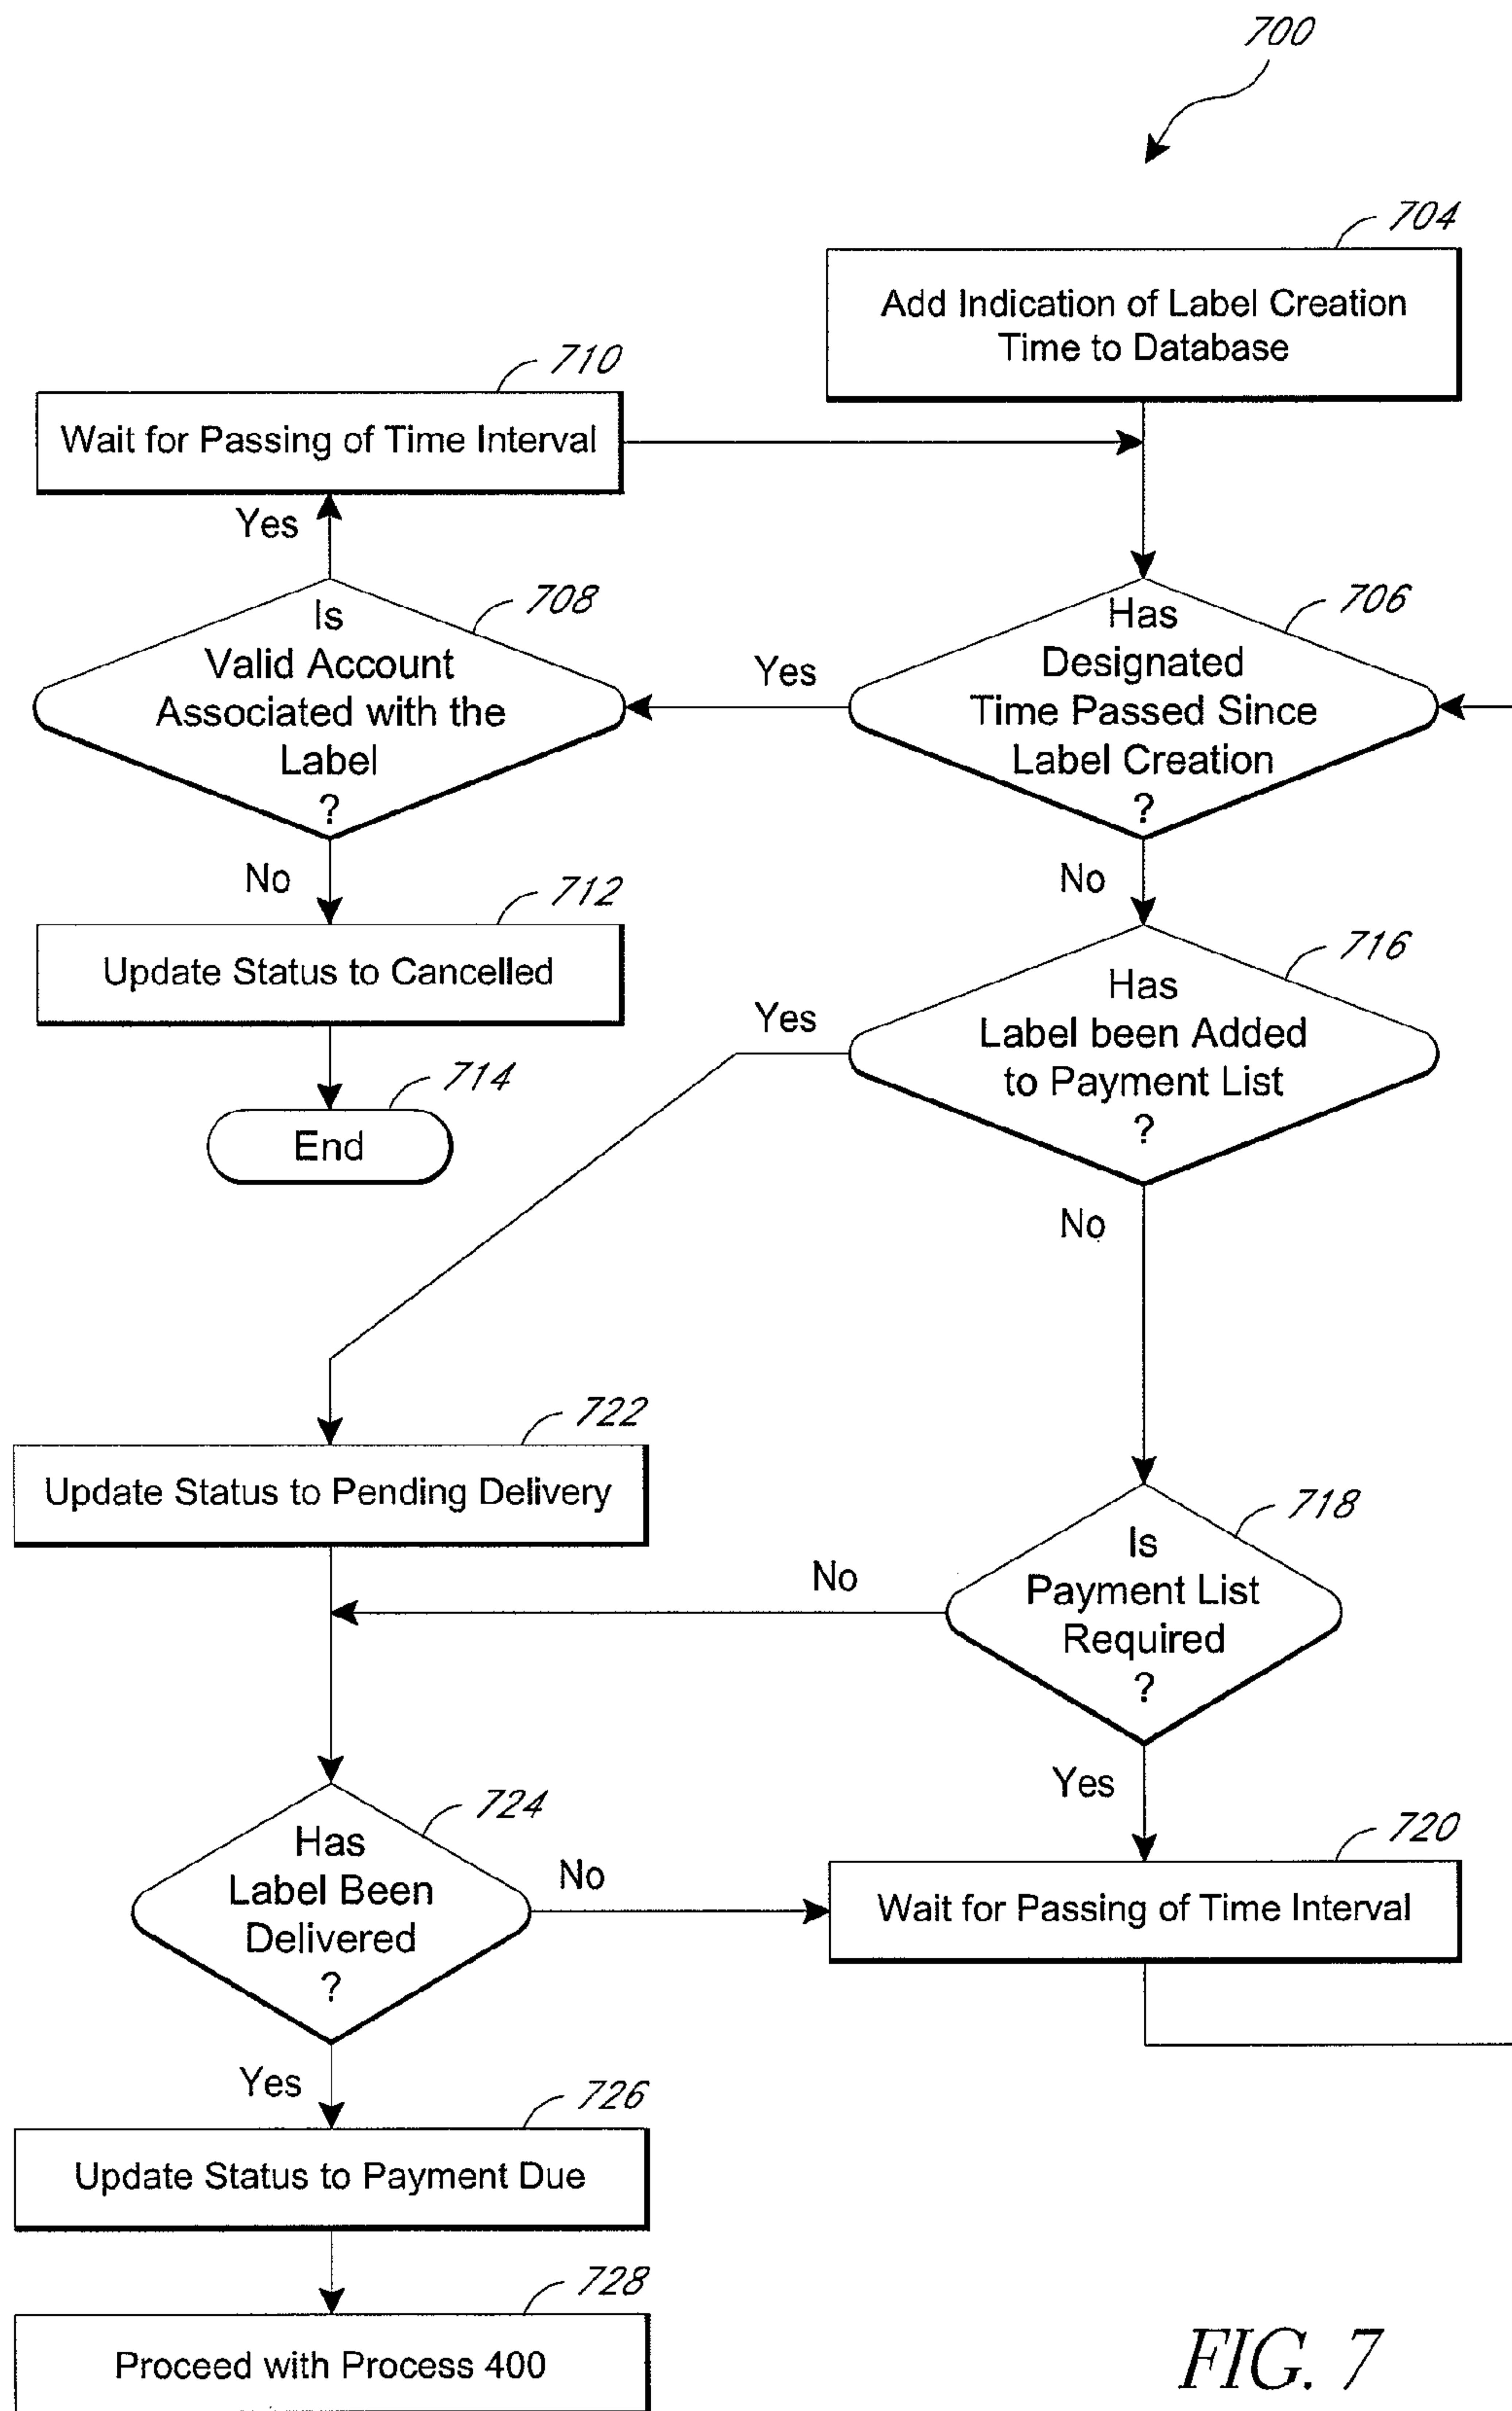 700
704
Add Indication of Label Creation
Time to Database
710
Wait for Passing of Time Interval
Yes
708
Is
Valid Account
Associated with the
Label
?
Yes
706
Has
Designated
Time Passed Since
Label Creation
?
No
712
Update Status to Cancelled
714
End
No
716
Has
Label been Added
to Payment List
?
Yes
No
722
Update Status to Pending Delivery
718
Is
Payment List
Required
?
No
Yes
724
Has
Label Been
Delivered
?
No
720
Wait for Passing of Time Interval
Yes
726
Update Status to Payment Due
728
Proceed with Process 400
FIG. 7